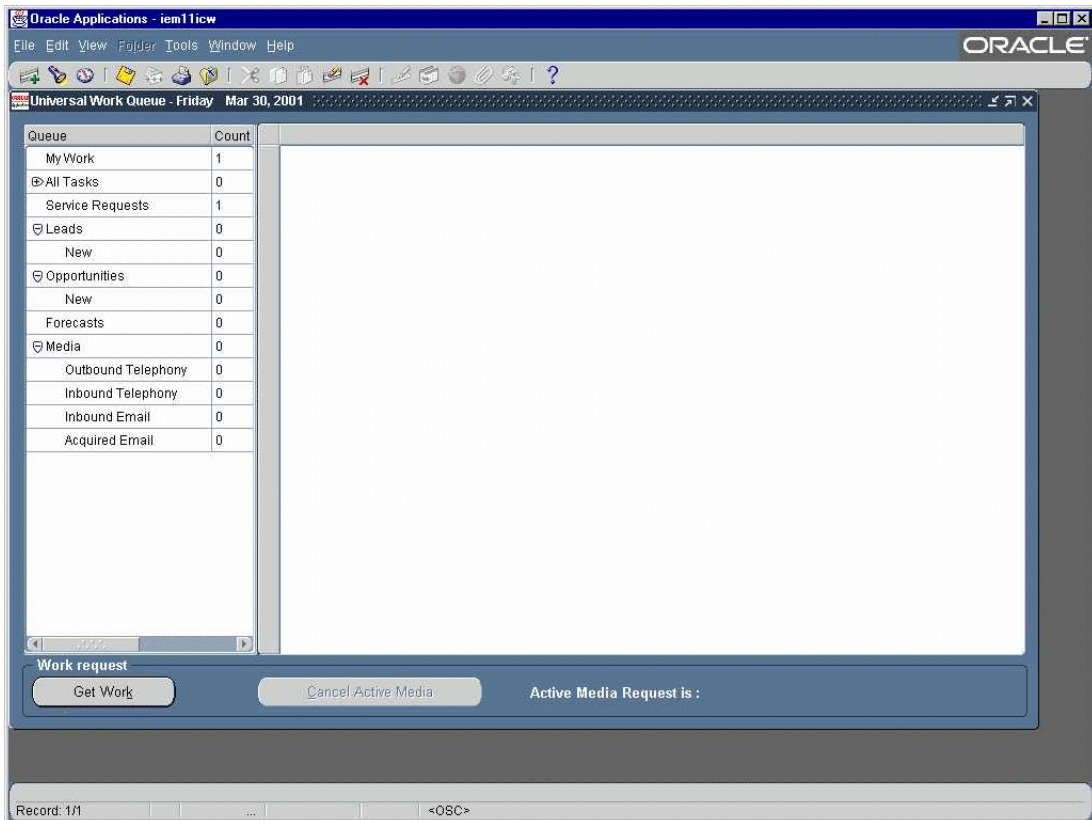 Oracle Applications - iem11icw
File Edit View Folder Tools Window Help
ORACLE
Universal Work Queue - Friday Mar 30, 2001
Queue Count
My Work 1
All Tasks 0
Service Requests 1
Leads 0
New 0
Opportunities 0
New 0
Forecasts 0
Media 0
Outbound Telephony 0
Inbound Telephony 0
Inbound Email 0
Acquired Email 0
Work request
Get Work Cancel Active Media Active Media Request is :
Record: 1/1 ... <OSC>